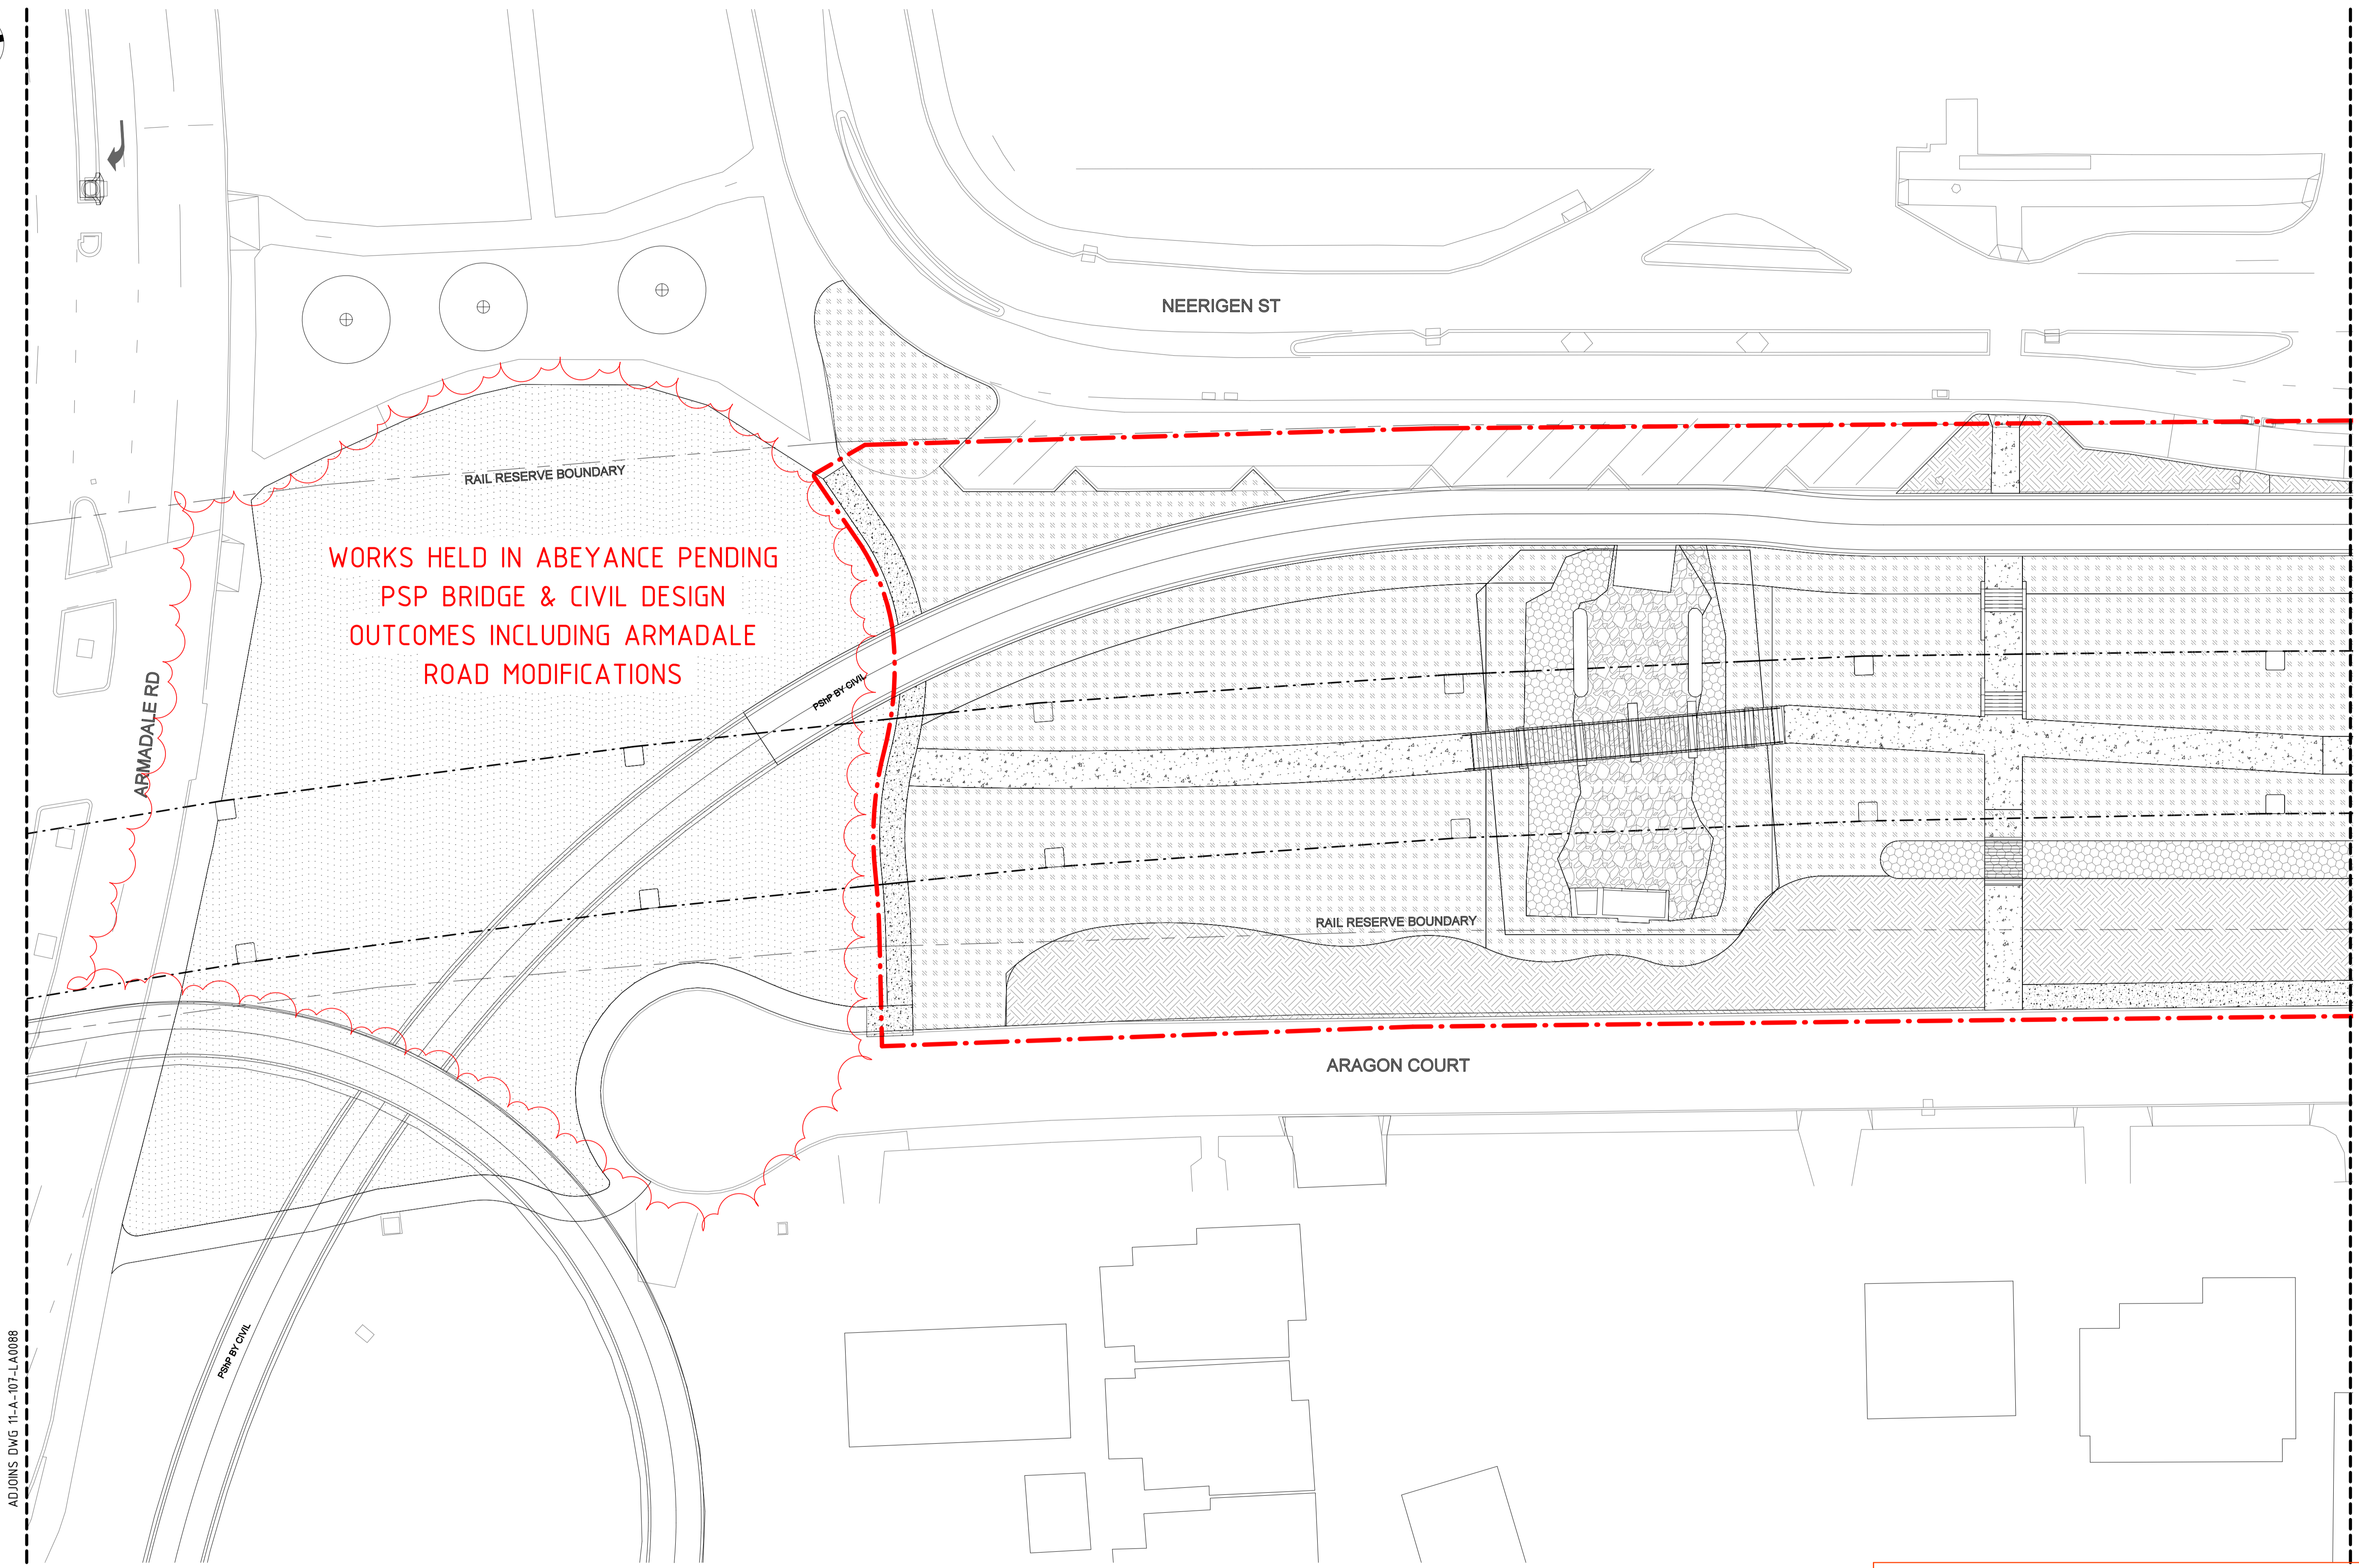 NEERIGEN ST
RAIL RESERVE BOUNDARY
WORKS HELD IN ABEYANCE PENDING
PSP BRIDGE & CIVIL DESIGN
OUTCOMES INCLUDING ARMADALE
ROAD MODIFICATIONS
ARMADALE RD
PShP BY CIVIL
RAIL RESERVE BOUNDARY
ARAGON COURT
PShP BY CIVIL
ADJOINS DWG 11-A-107-LA0088